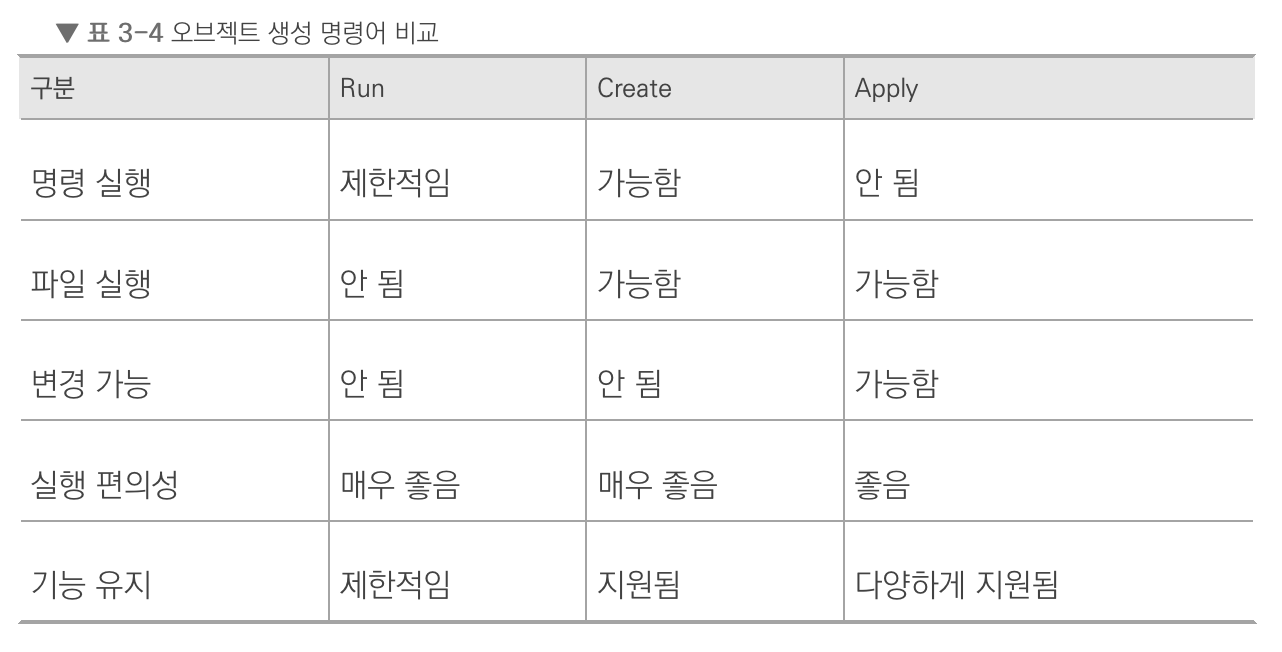 ▼ 표 3-4 오브젝트 생성 명령어 비교
구분 Run Create Apply
명령 실행 제한적임 가능함 안 됨
파일 실행 안 됨 가능함 가능함
변경 가능 안 됨 안 됨 가능함
실행 편의성 매우 좋음 매우 좋음 좋음
기능 유지 제한적임 지원됨 다양하게 지원됨